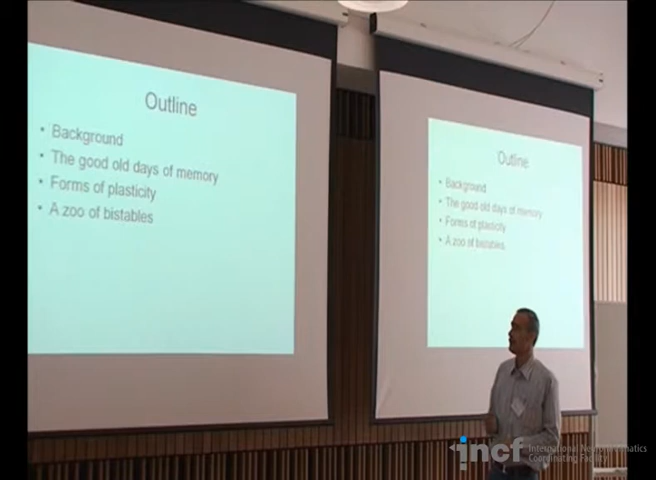 Outline
• Background
• The good old days of memory
• Forms of plasticity
• A zoo of bistables
Outline
• Background
• The good old days of memory
• Forms of plasticity
• A zoo of bistables
incf International Neuroinformatics
Coordinating Facility